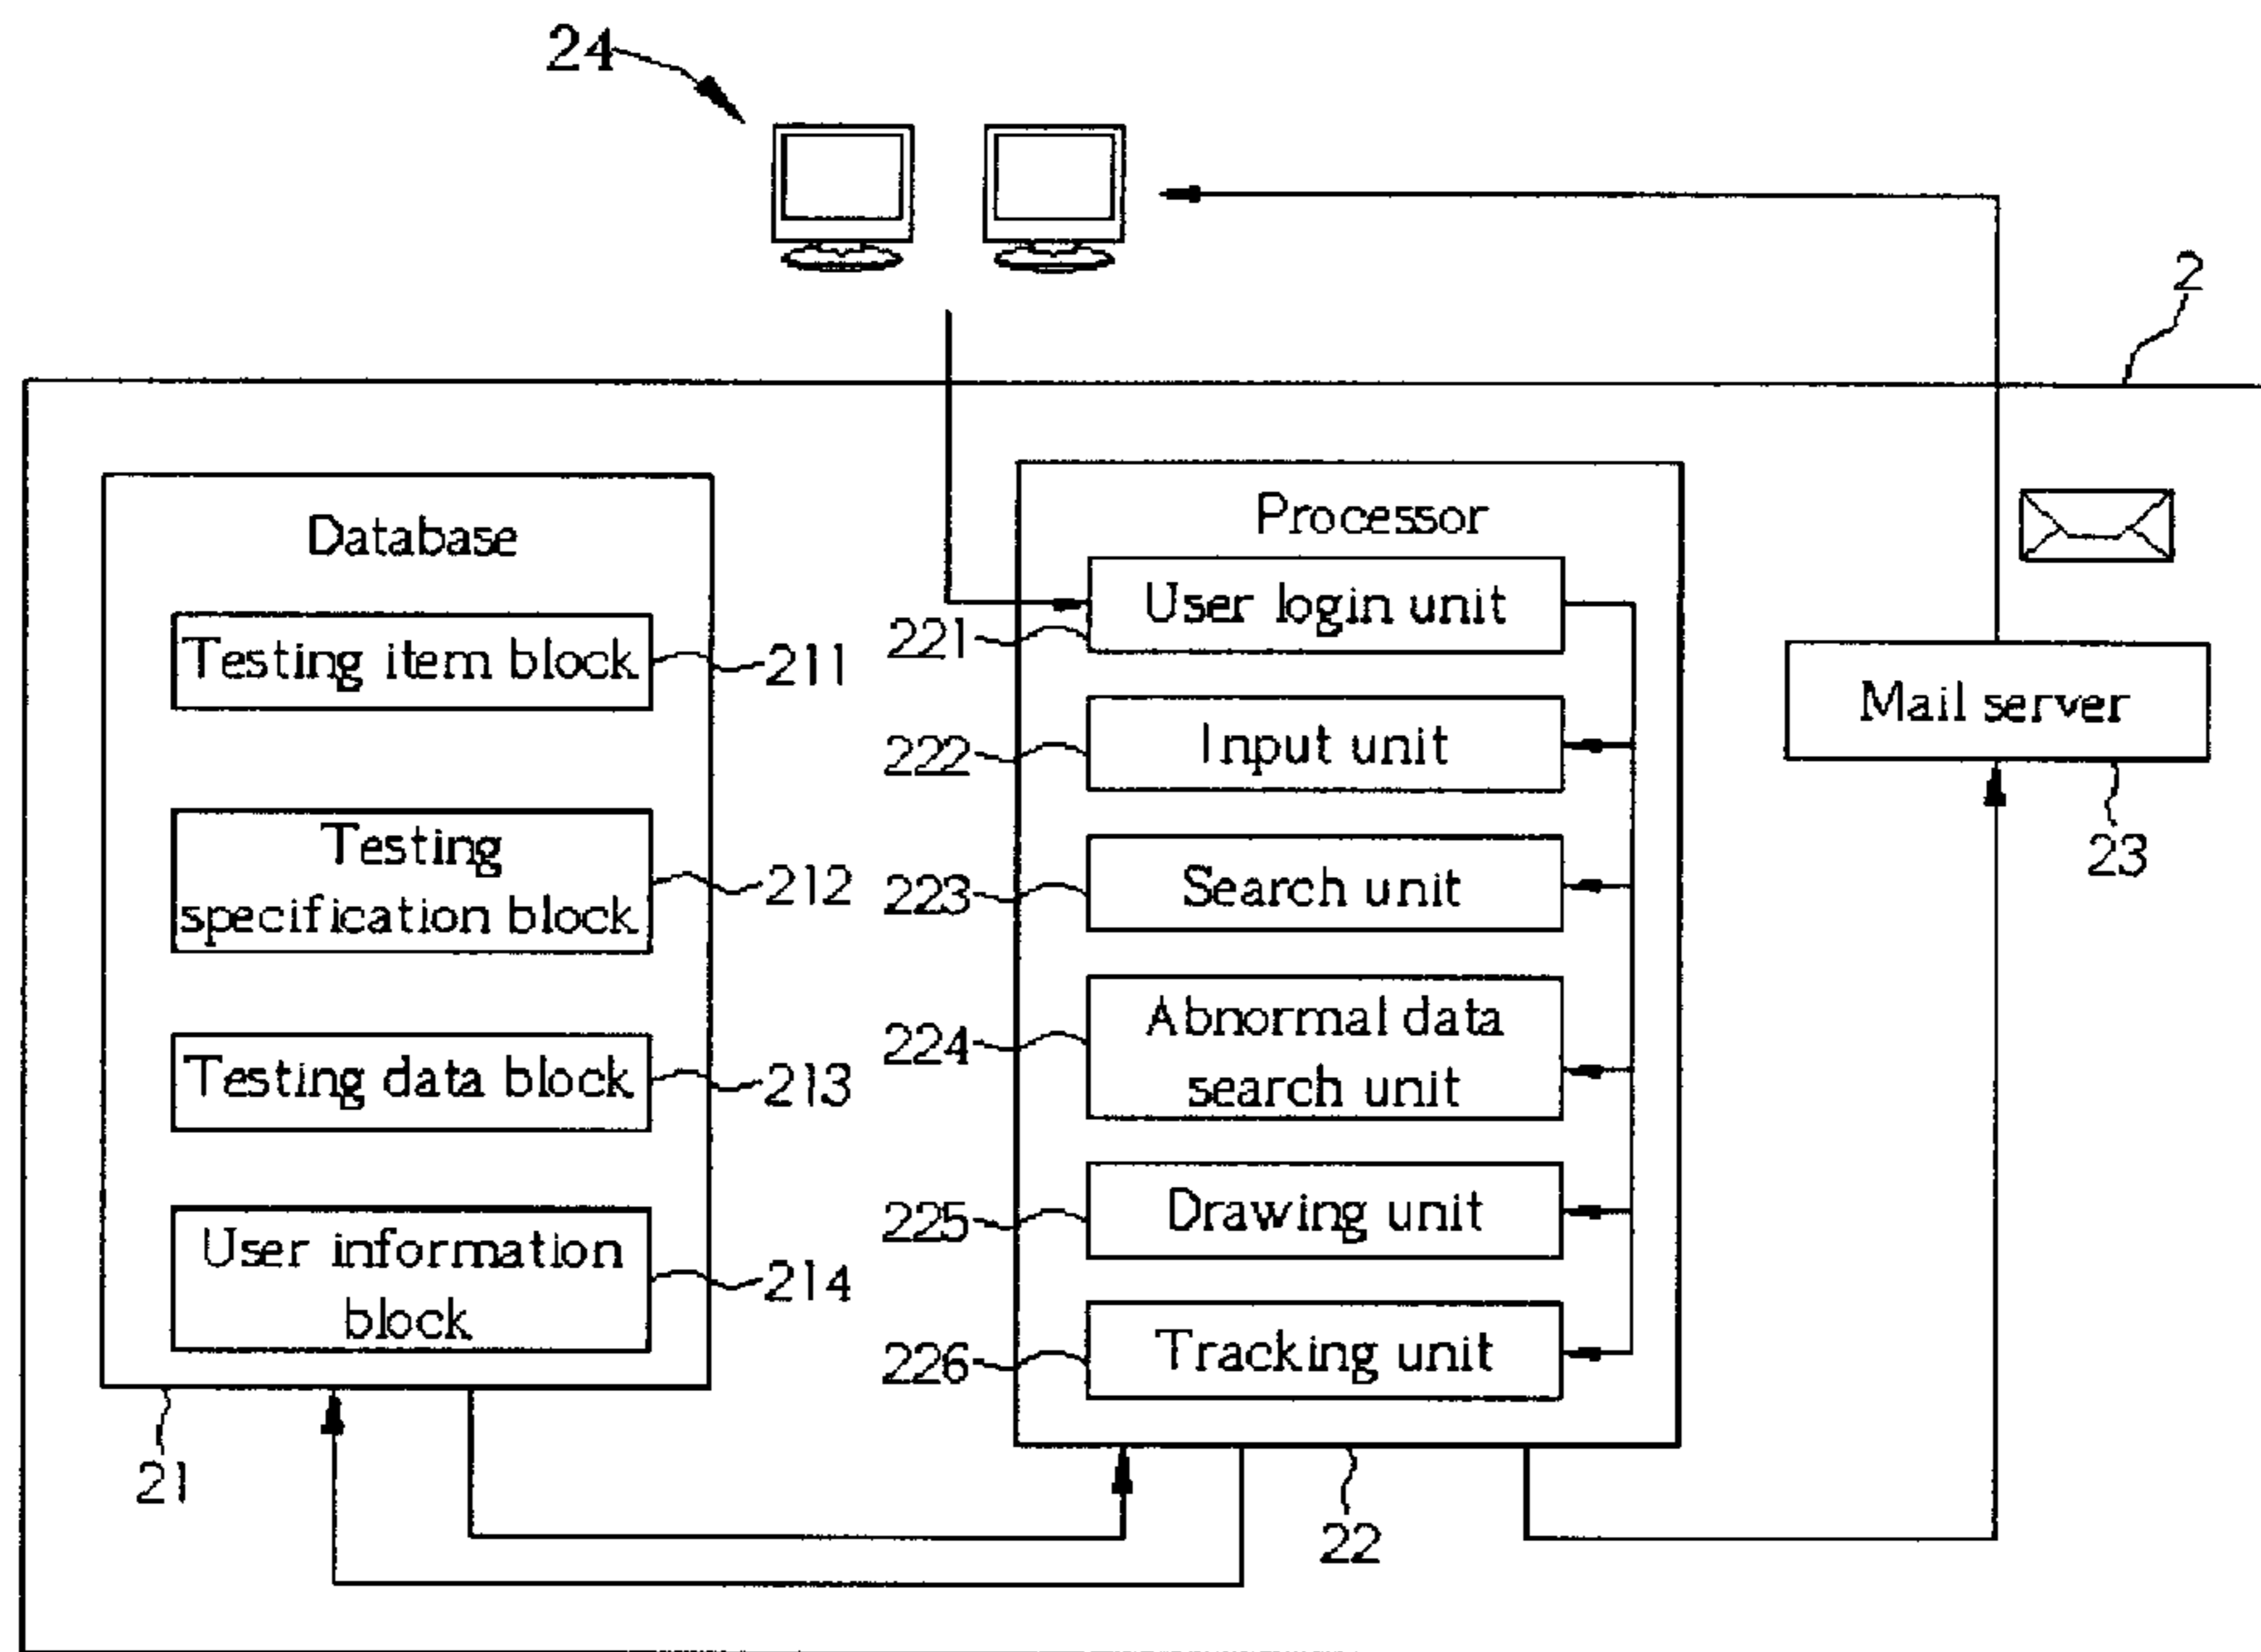 24
2
Database
Testing item block
211
Testing
specification block
212
Testing data block
213
User information
block
214
21
Processor
User login unit
221
Input unit
222
Search unit
223
Abnormal data
search unit
224
Drawing unit
225
Tracking unit
226
22
Mail server
23